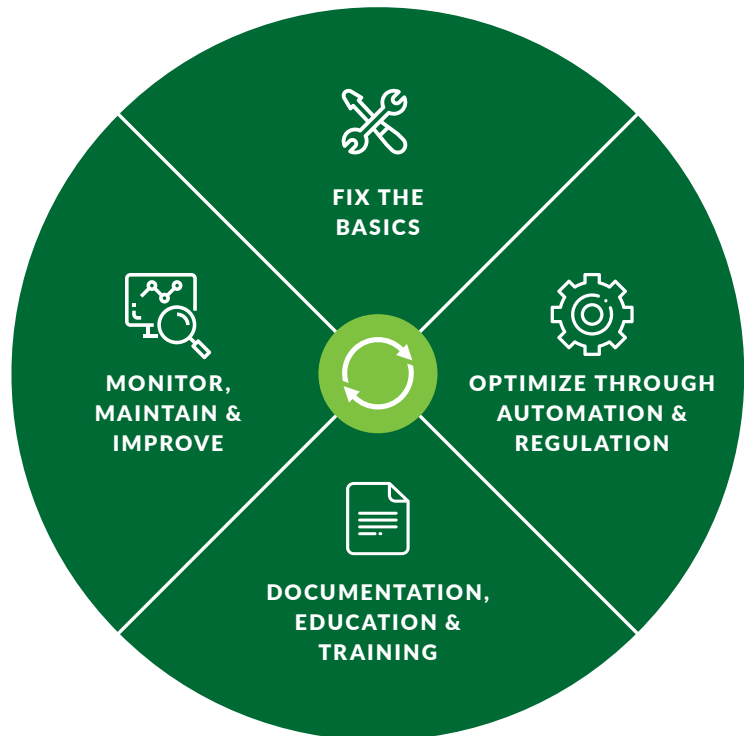 FIX THE
BASICS
OPTIMIZE THROUGH
AUTOMATION &
REGULATION
DOCUMENTATION,
EDUCATION &
TRAINING
MONITOR,
MAINTAIN &
IMPROVE